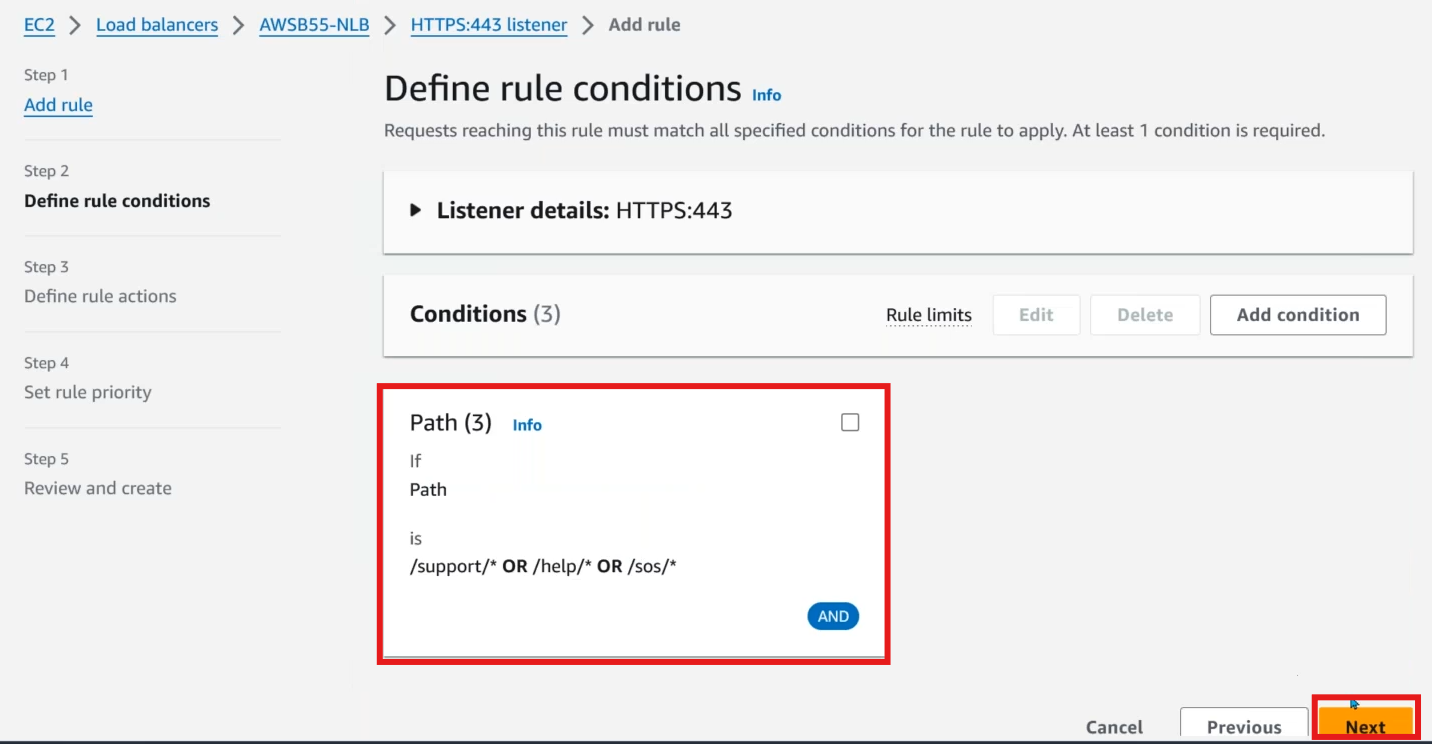 EC2 > Load balancers > AWSB55-NLB > HTTPS:443 listener > Add rule
Step 1
Add rule
Step 2
Define rule conditions
Step 3
Define rule actions
Step 4
Set rule priority
Step 5
Review and create
Define rule conditions Info
Requests reaching this rule must match all specified conditions for the rule to apply. At least 1 condition is required.
Listener details: HTTPS:443
Conditions (3) Rule limits Edit Delete Add condition
Path (3) Info
If
Path
is
/support/* OR /help/* OR /sos/*
AND
Cancel Previous Next